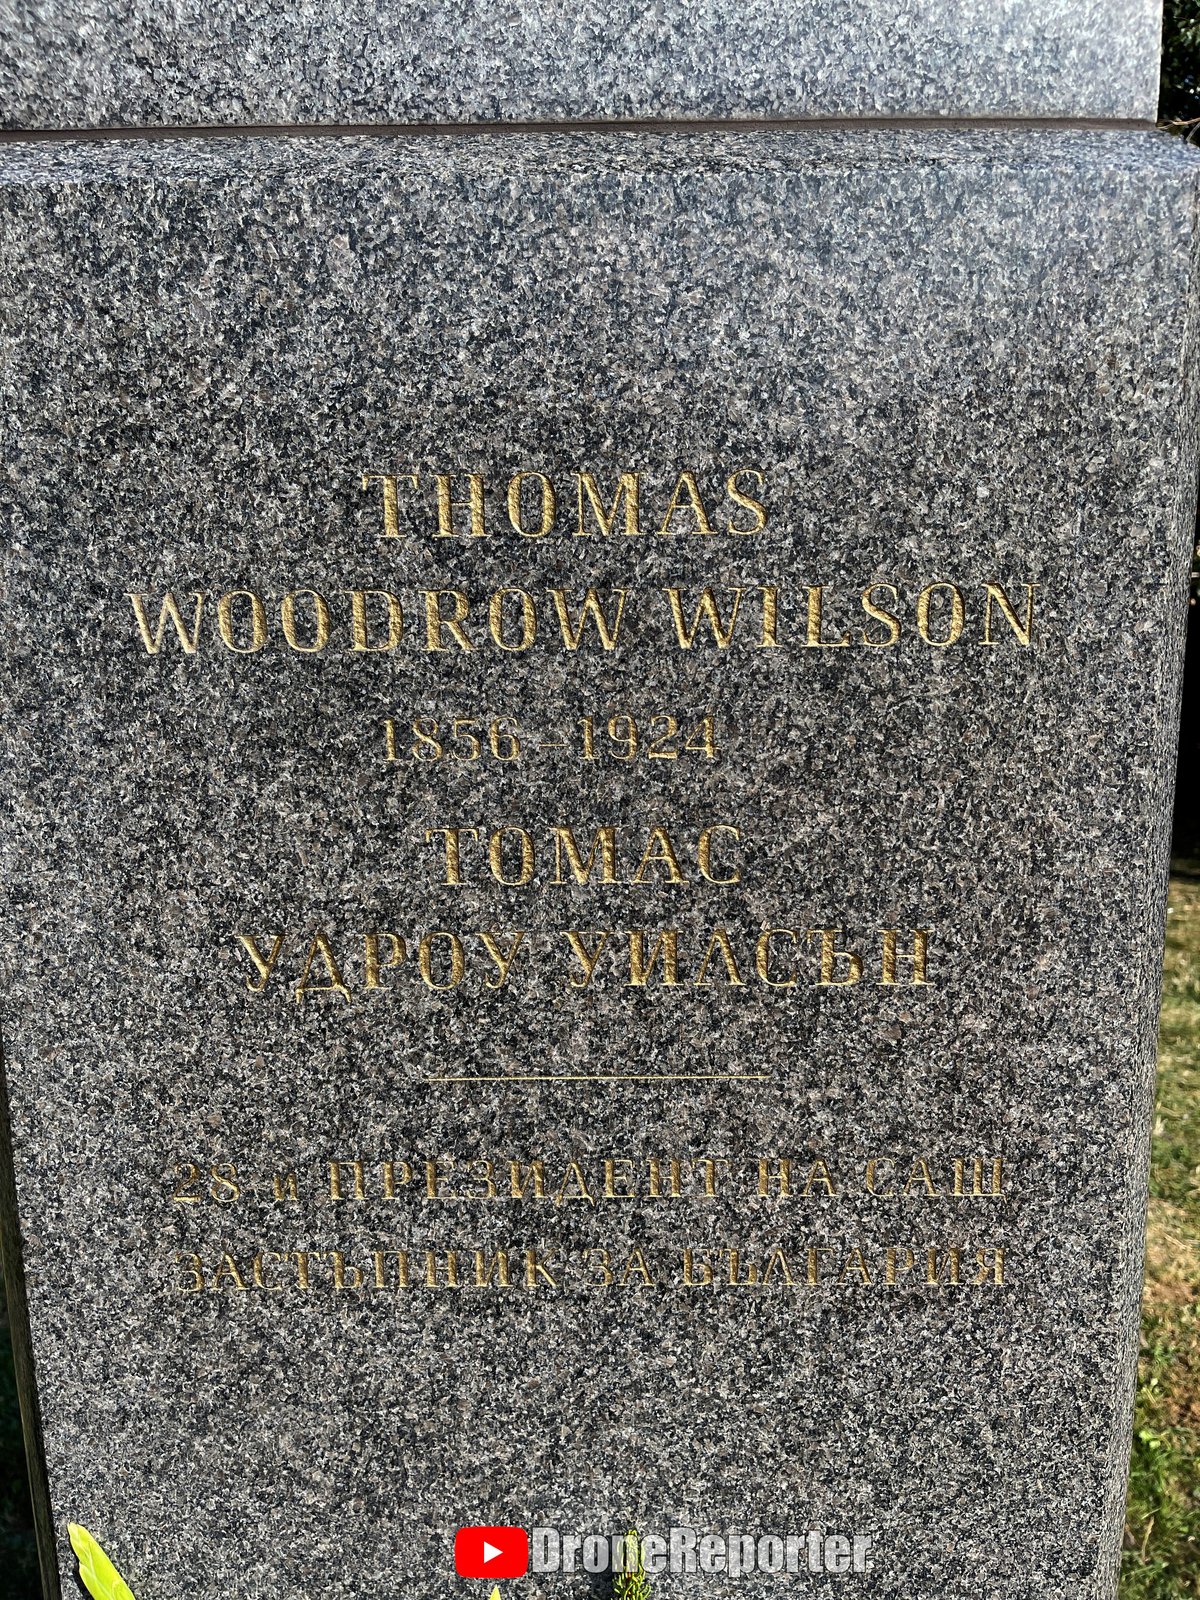 THOMAS
WOODROW WILSON
1856–1924
ТОМАС
УДРОУ УИЛСЪН
28 и ПРЕЗИДЕНТ НА САЩ
ЗАСТЪПНИК ЗА БЪЛГАРИЯ
DroneReporter